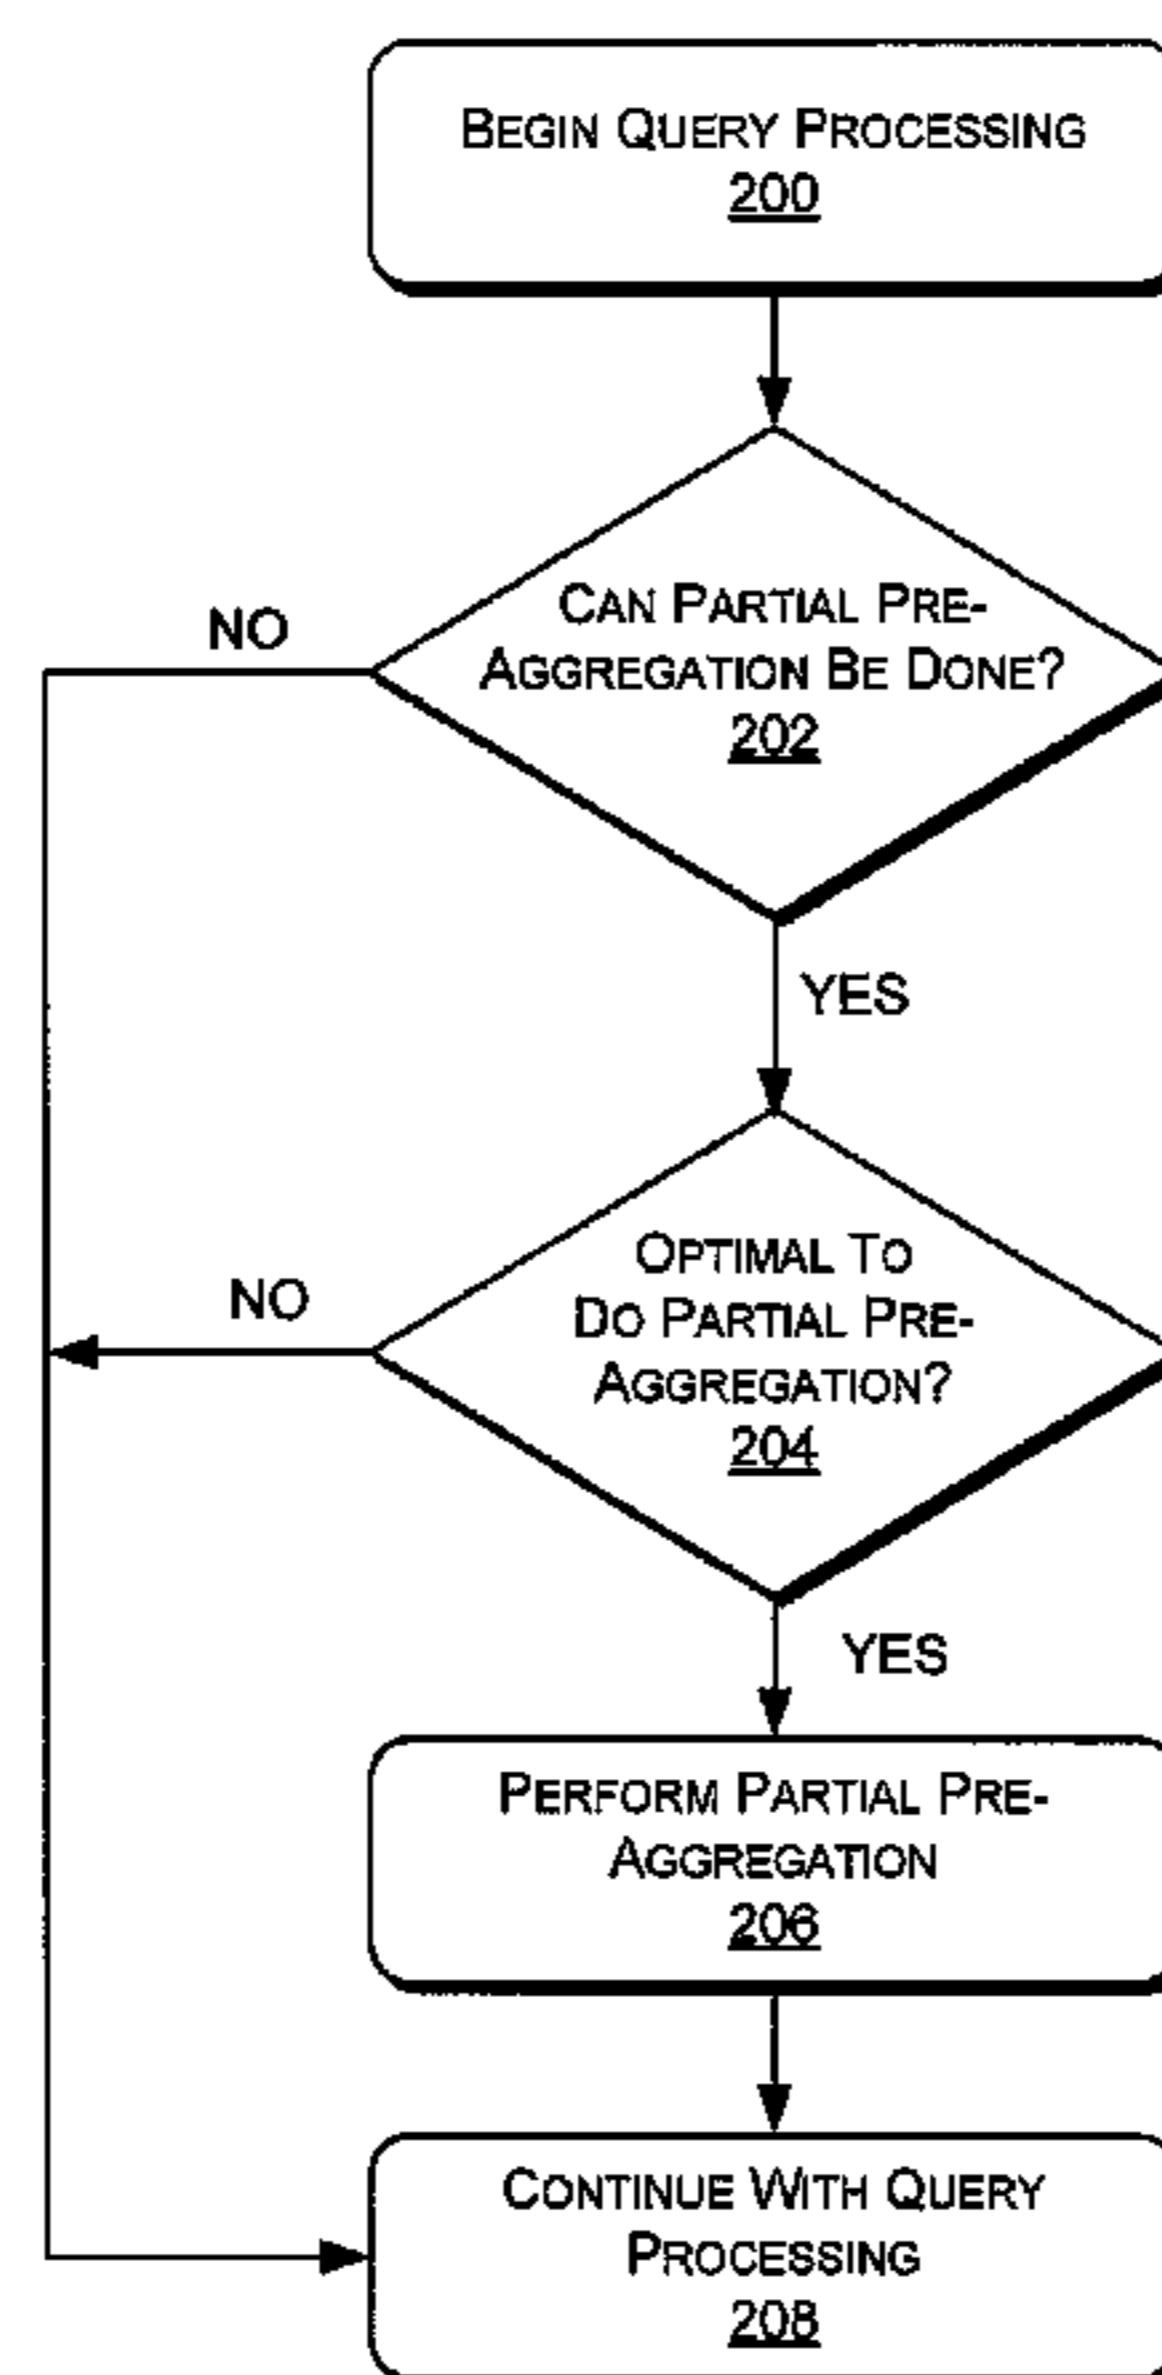 BEGIN QUERY PROCESSING
200
CAN PARTIAL PRE-
AGGREGATION BE DONE?
202
NO
YES
OPTIMAL TO
DO PARTIAL PRE-
AGGREGATION?
204
NO
YES
PERFORM PARTIAL PRE-
AGGREGATION
206
CONTINUE WITH QUERY
PROCESSING
208